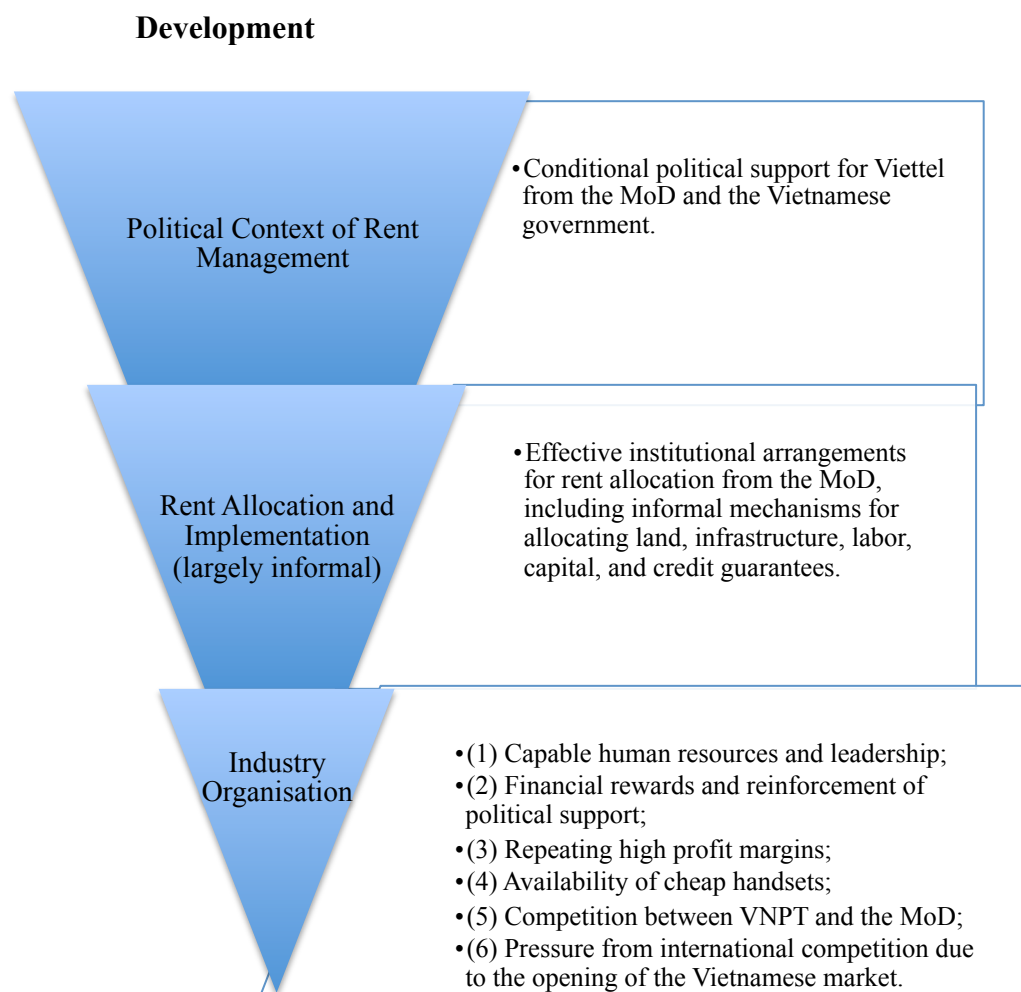 Development
Political Context of Rent
Management
•Conditional political support for Viettel
from the MoD and the Vietnamese
government.
Rent Allocation and
Implementation
(largely informal)
•Effective institutional arrangements
for rent allocation from the MoD,
including informal mechanisms for
allocating land, infrastructure, labor,
capital, and credit guarantees.
Industry
Organisation
•(1) Capable human resources and leadership;
•(2) Financial rewards and reinforcement of
political support;
•(3) Repeating high profit margins;
•(4) Availability of cheap handsets;
•(5) Competition between VNPT and the MoD;
•(6) Pressure from international competition due
to the opening of the Vietnamese market.